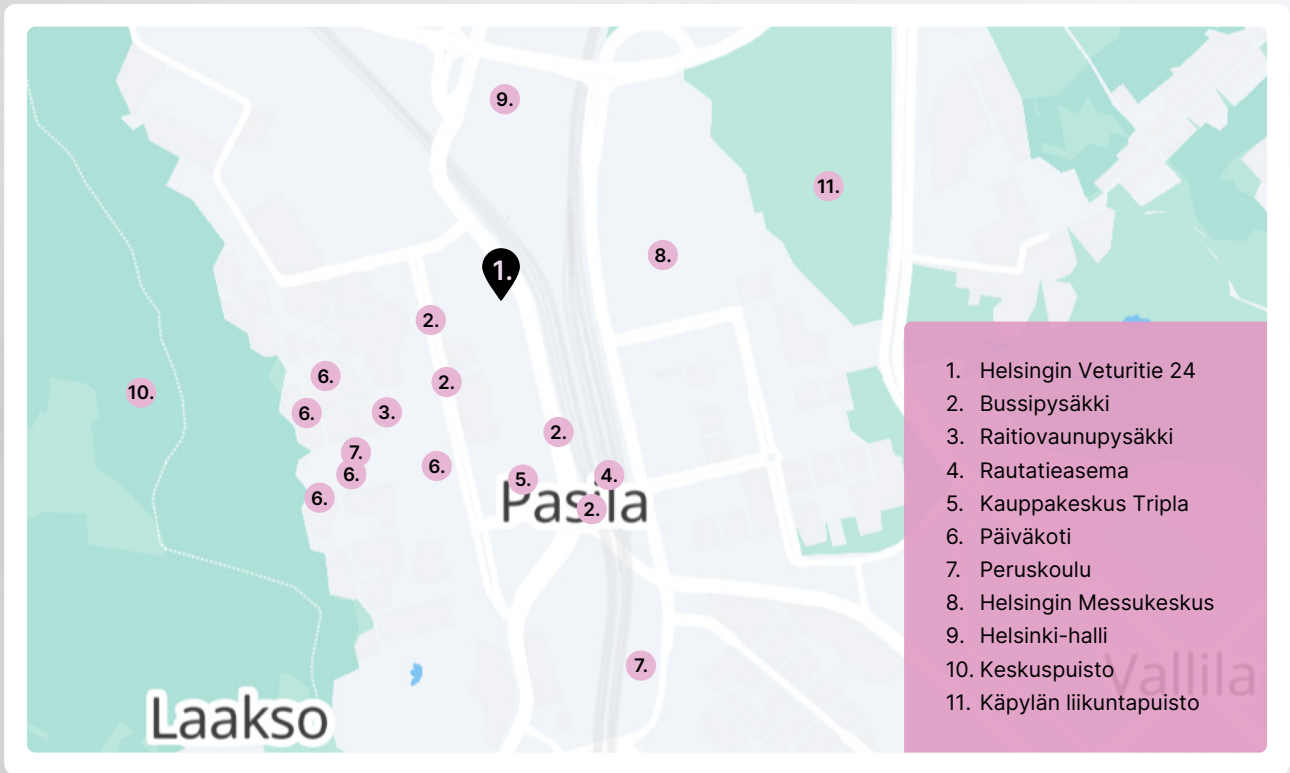 9.
11.
8.
1.
2.
6.
2.
10.
6.
3.
2.
7.
6.
6.
5.
4.
6.
Pasila
2.
7.
Laakso
Vallila
1. Helsingin Veturitie 24
2. Bussipysäkki
3. Raitiovaunupysäkki
4. Rautatieasema
5. Kauppakeskus Tripla
6. Päiväkoti
7. Peruskoulu
8. Helsingin Messukeskus
9. Helsinki-halli
10. Keskuspuisto
11. Käpylän liikuntapuisto